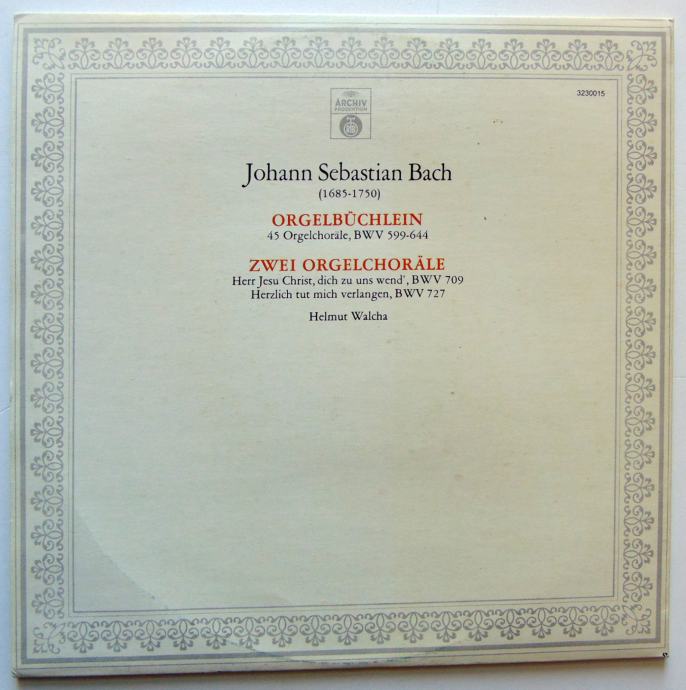 3230015
ARCHIV
PRODUKTION
Johann Sebastian Bach
(1685-1750)
ORGELBÜCHLEIN
45 Orgelchoräle, BWV 599-644
ZWEI ORGELCHORÄLE
Herr Jesu Christ, dich zu uns wend', BWV 709
Herzlich tut mich verlangen, BWV 727
Helmut Walcha